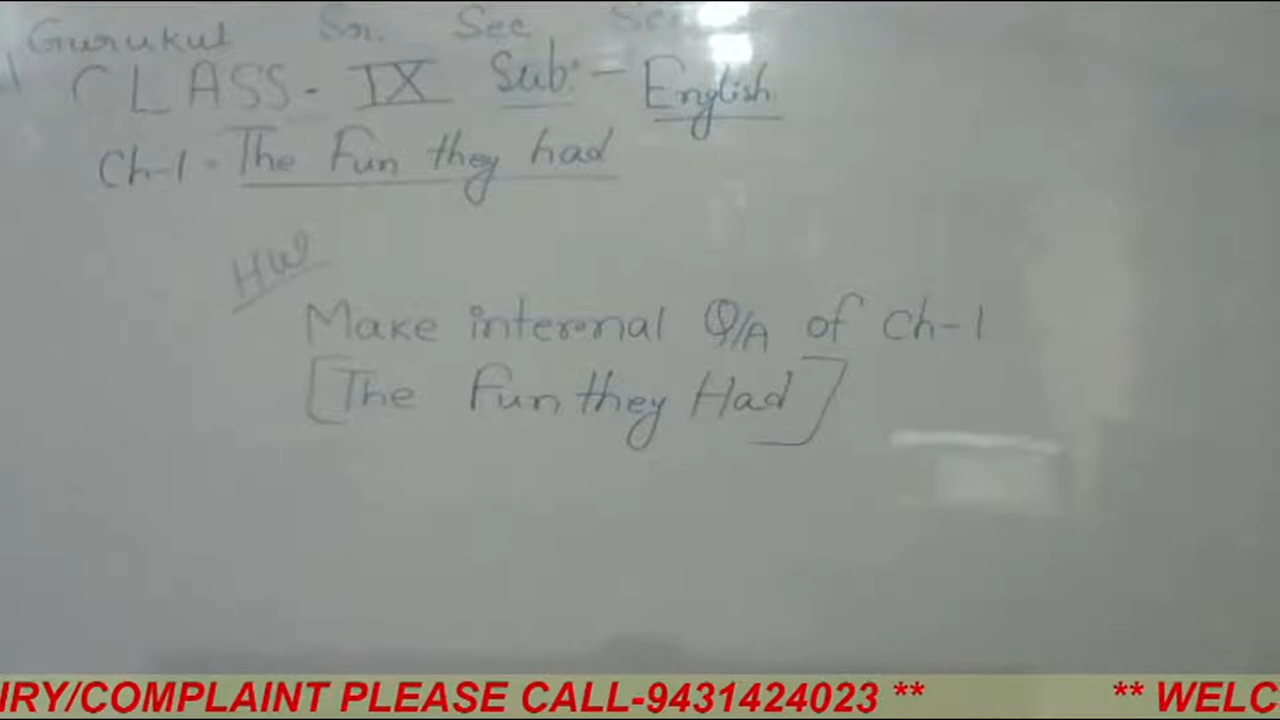 Gurukul Sn. Sec
CLASS- IX Sub:- English
Ch-1- The Fun they had
HW
Make internal Q/A of Ch-1
[The Fun they Had]
IRY/COMPLAINT PLEASE CALL-9431424023 ** ** WELC